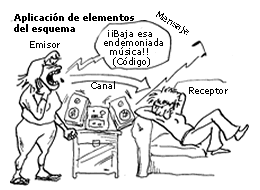 Aplicación de elementos
del esquema
Mensaje
Emisor
¡¡Baja esa
endemoniada
música!!
(Código)
Canal
Receptor